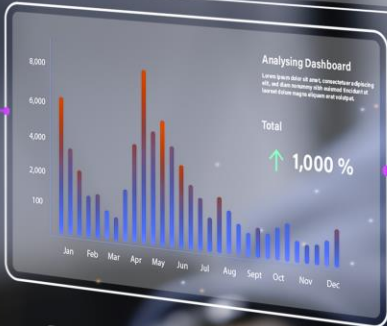 Analysing Dashboard
Lorem ipsum dolor sit amet, consectetuer adipiscing
elit, sed diam nonummy nibh euismod tincidunt ut
laoreet dolore magna aliquam erat volutpat.
Total
↑ 1,000 %
8,000
6,000
4,000
2,000
100
Jan Feb Mar Apr May Jun Jul Aug Sept Oct Nov Dec